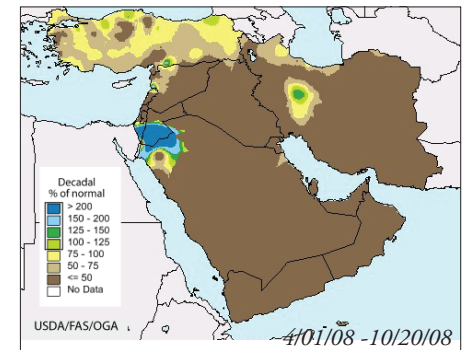 Decadal
% of normal
> 200
150 - 200
125 - 150
100 - 125
75 - 100
50 - 75
<= 50
No Data
USDA/FAS/OGA
4/01/08 -10/20/08